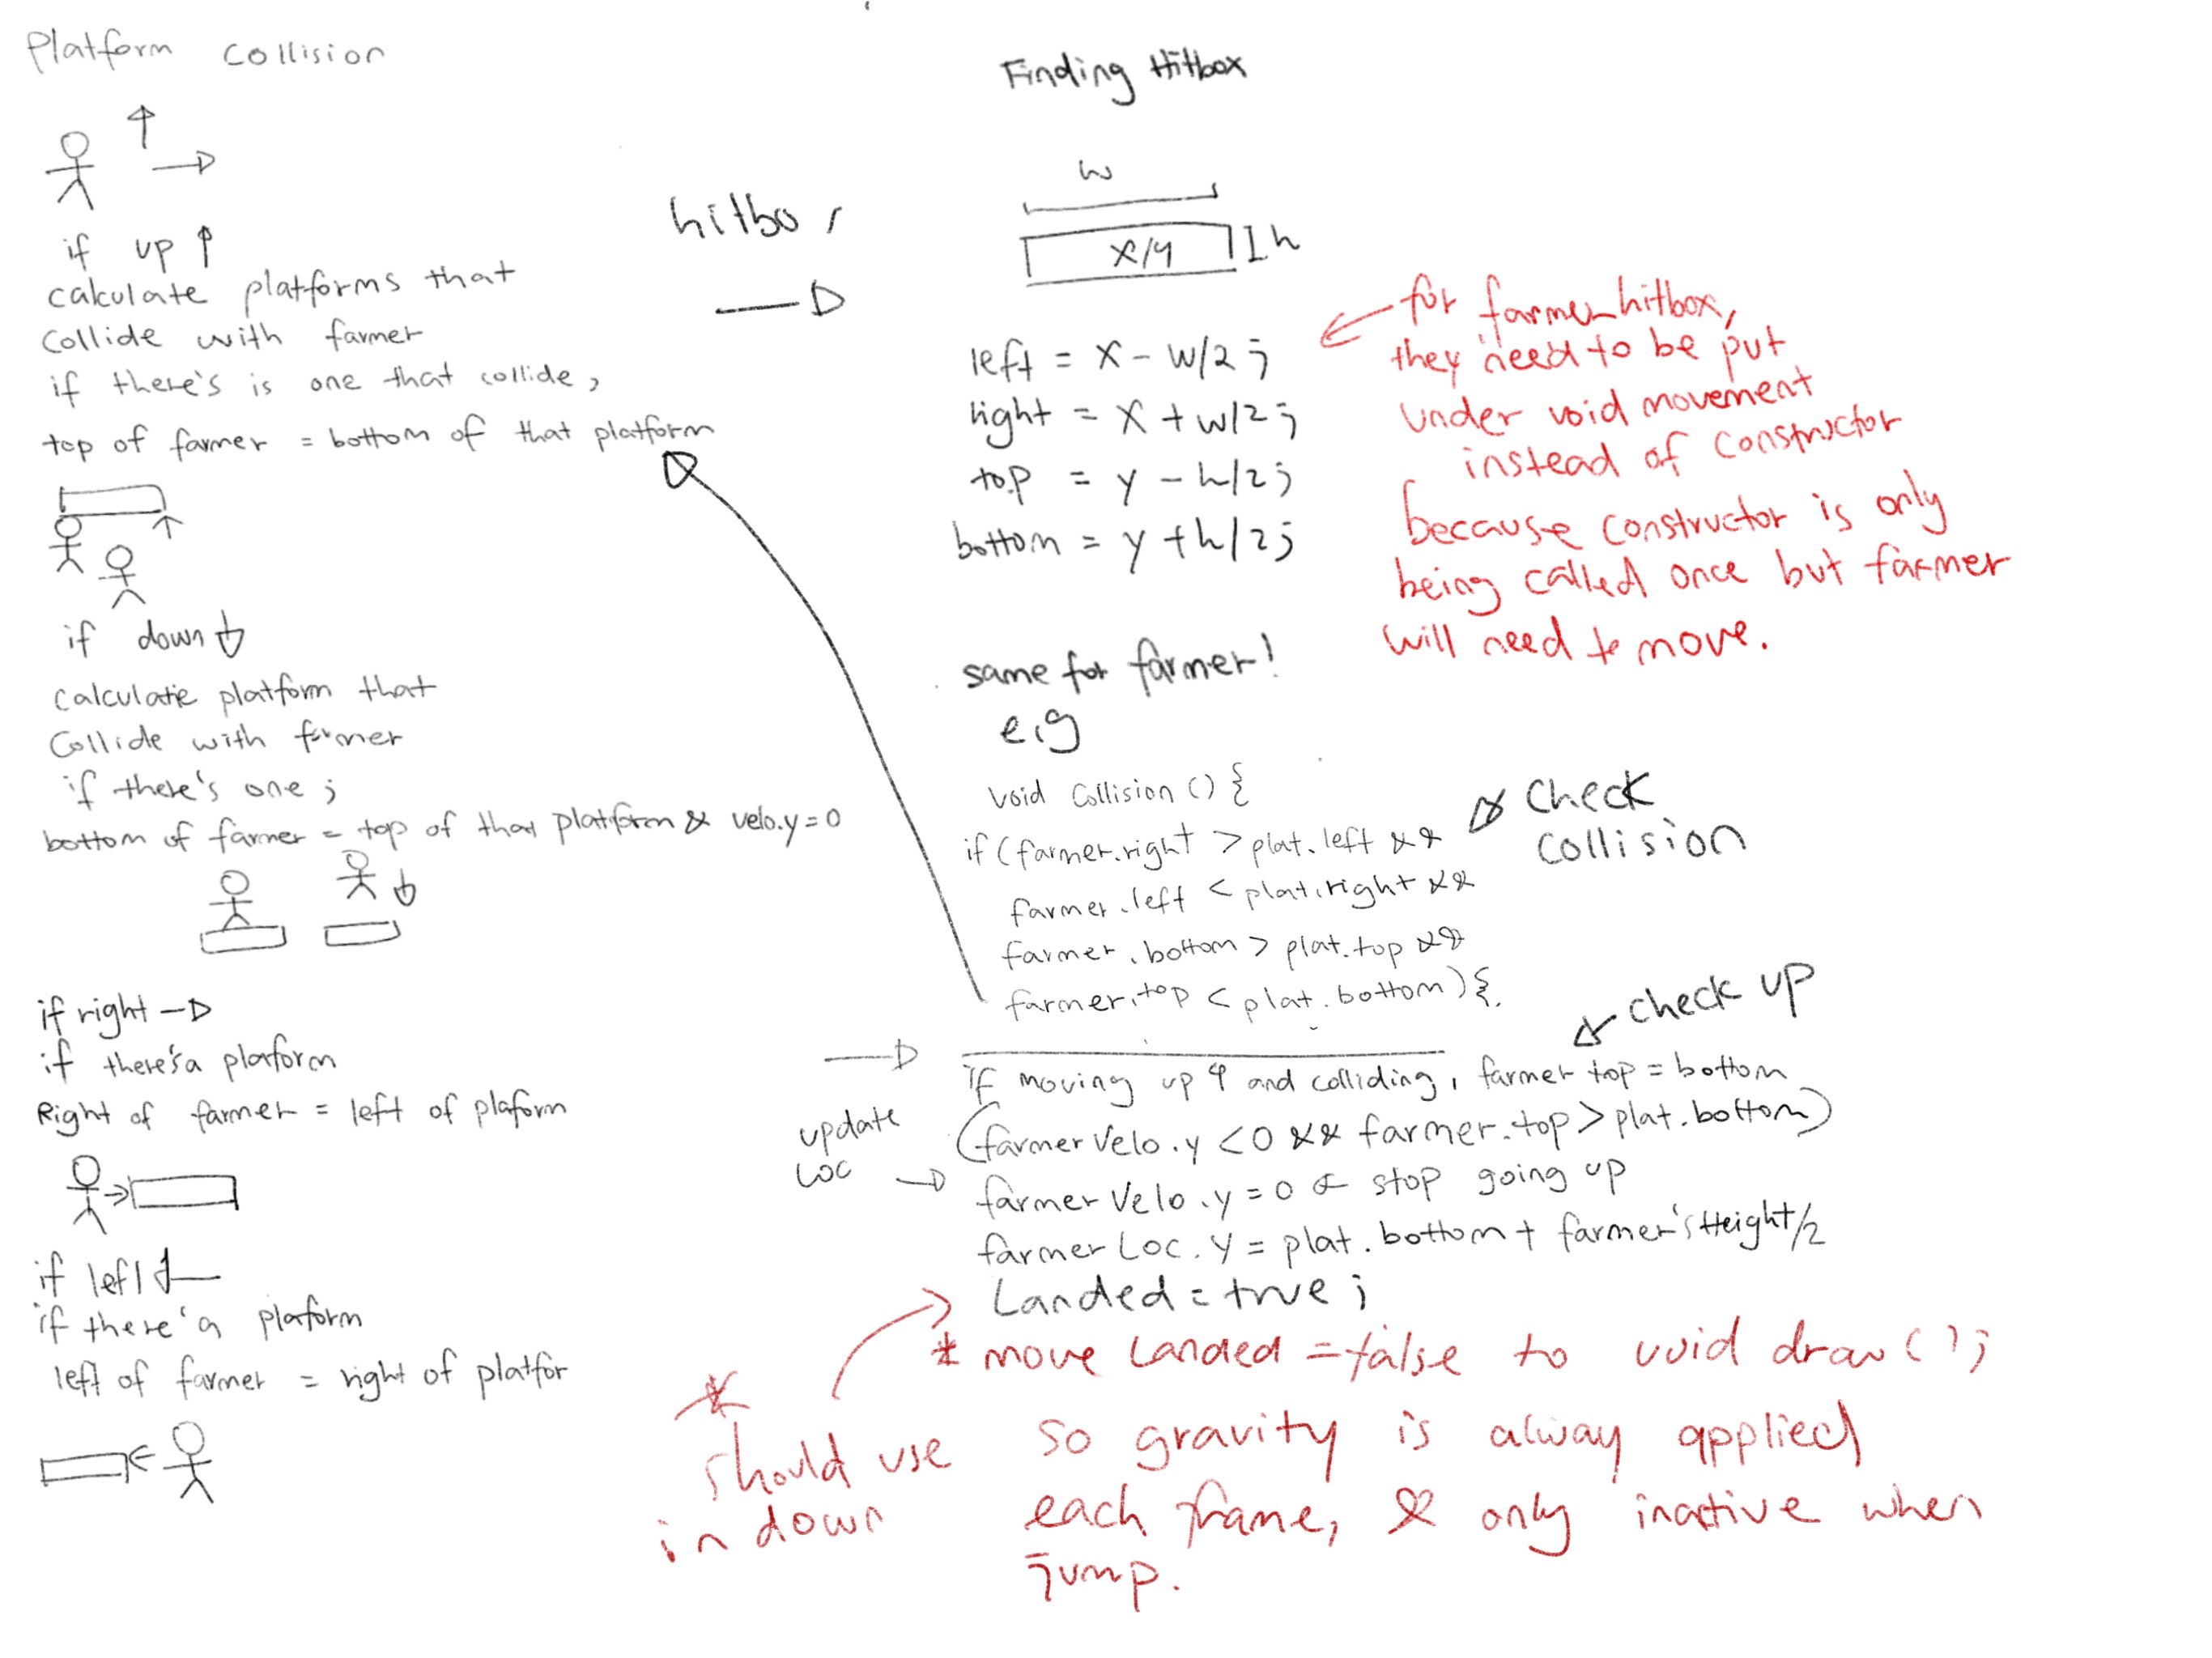 Platform Collision
if up ↑
calculate platforms that
collide with farmer
if there's is one that collide,
top of farmer = bottom of that platform
if down ↓
calculate platform that
collide with farmer
if there's one ;
bottom of farmer = top of that platform & velo.y = 0
if right →
if there's a plarform
Right of farmer = left of plaform
if left ←
if there's a plarform
left of farmer = right of platfor
hitbo
Finding Hitbox
w
x/y
h
left = x - w/2 ;
right = x + w/2 ;
top = y - h/2 ;
bottom = y + h/2 ;
for farmer hitbox,
they need to be put
under void movement
instead of constructor
because constructor is only
being called once but farmer
will need to move.
same for farmer!
e.g
void Collision () {
if (farmer.right > plat.left &&
farmer.left < plat.right &&
farmer.bottom > plat.top &&
farmer.top < plat.bottom) {
check
collision
check up
if moving up ↑ and colliding, farmer top = bottom
(farmer Velo.y < 0 && farmer.top > plat.bottom)
update
Loc
→ farmer Velo.y = 0 ← stop going up
farmer Loc.y = plat.bottom + farmer's Height/2
Landed = true ;
* move Landed = false to void draw ( );
so gravity is alway applied
each frame, & only inactive when
jump.
*
should use
in down